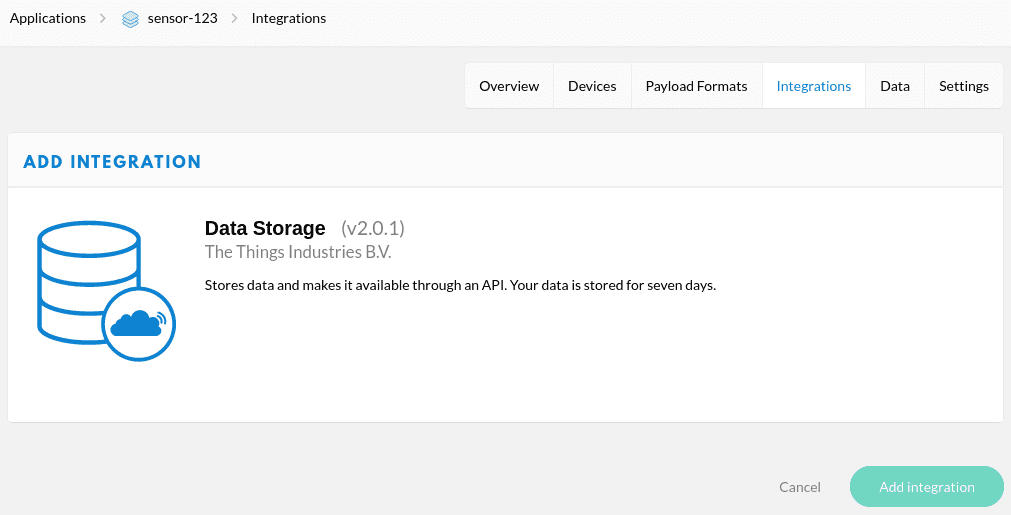 Applications > sensor-123 > Integrations
Overview Devices Payload Formats Integrations Data Settings
ADD INTEGRATION
Data Storage (v2.0.1)
The Things Industries B.V.
Stores data and makes it available through an API. Your data is stored for seven days.
Cancel Add integration